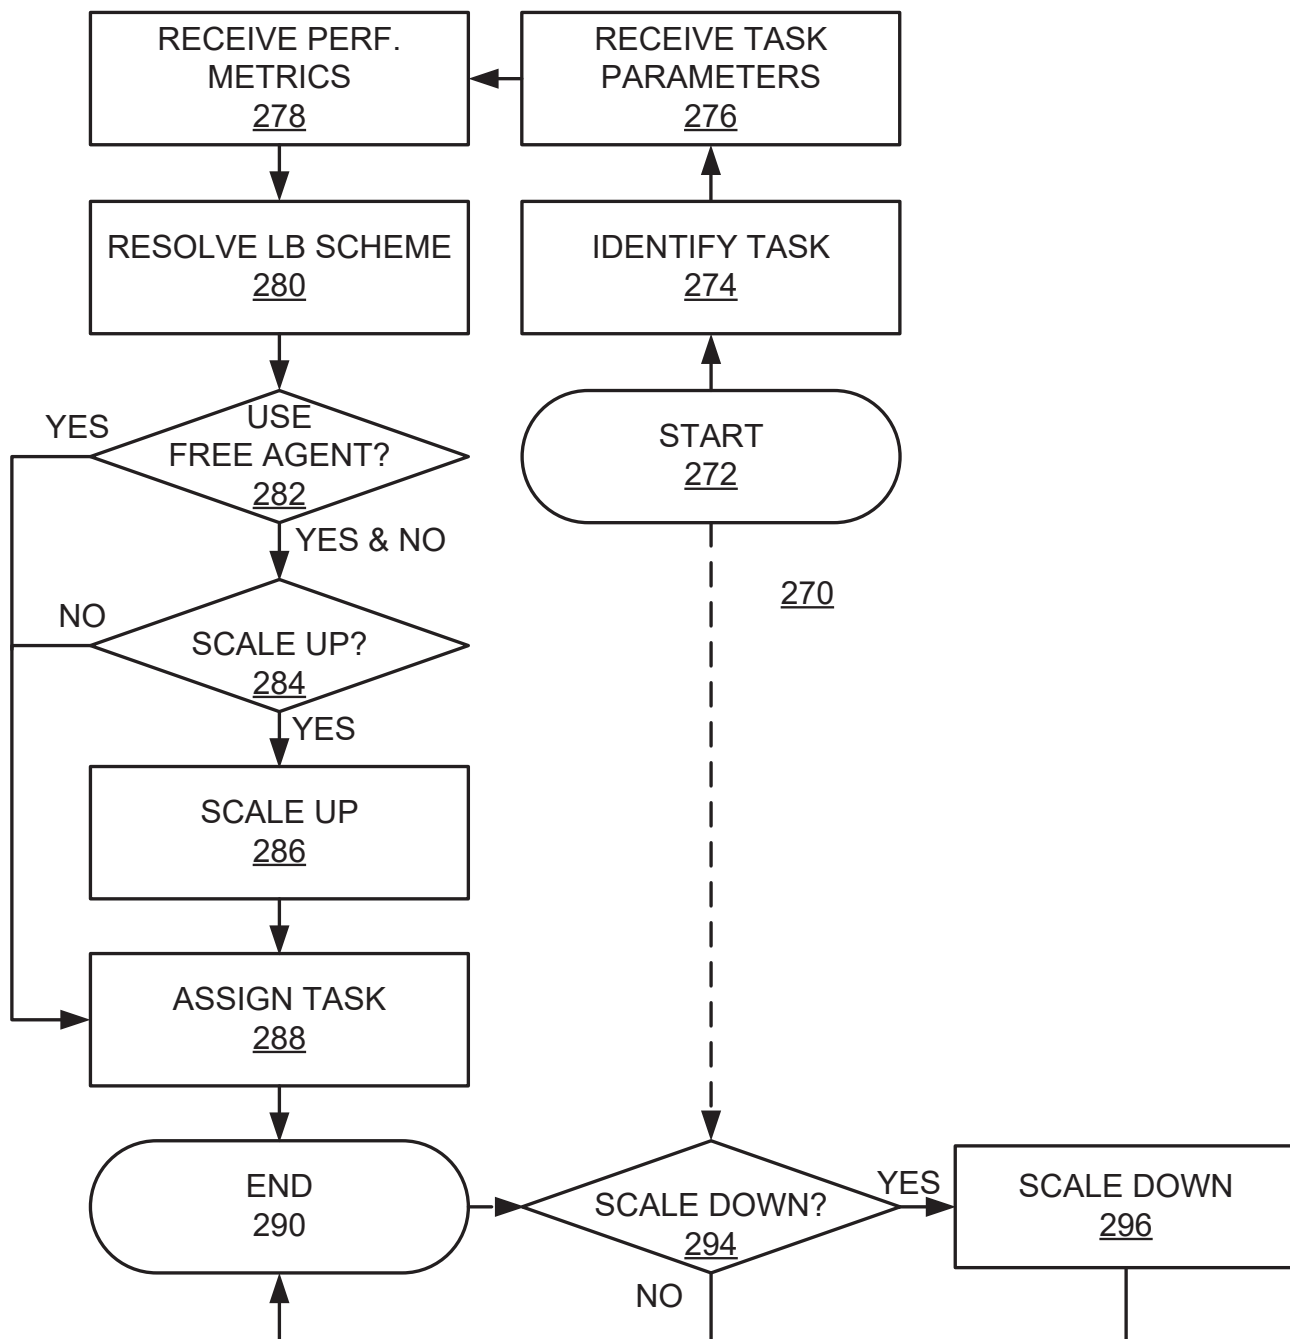 RECEIVE PERF.
METRICS
278
RECEIVE TASK
PARAMETERS
276
RESOLVE LB SCHEME
280
IDENTIFY TASK
274
YES
USE
FREE AGENT?
282
START
272
YES & NO
270
NO
SCALE UP?
284
YES
SCALE UP
286
ASSIGN TASK
288
END
290
SCALE DOWN?
294
YES
SCALE DOWN
296
NO